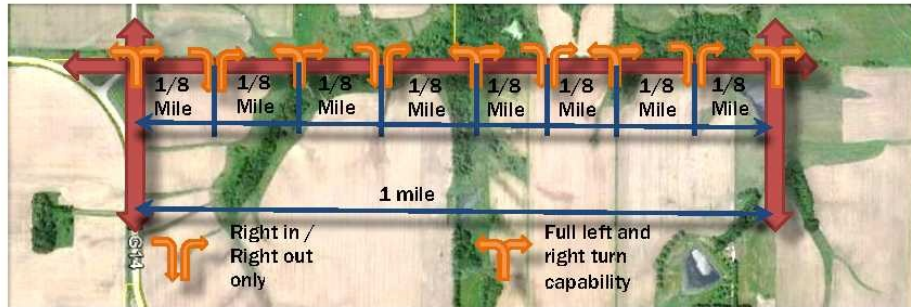 1/8
Mile
1/8
Mile
1/8
Mile
1/8
Mile
1/8
Mile
1/8
Mile
1/8
Mile
1/8
Mile
1 mile
G-14
Right in /
Right out
only
Full left and
right turn
capability